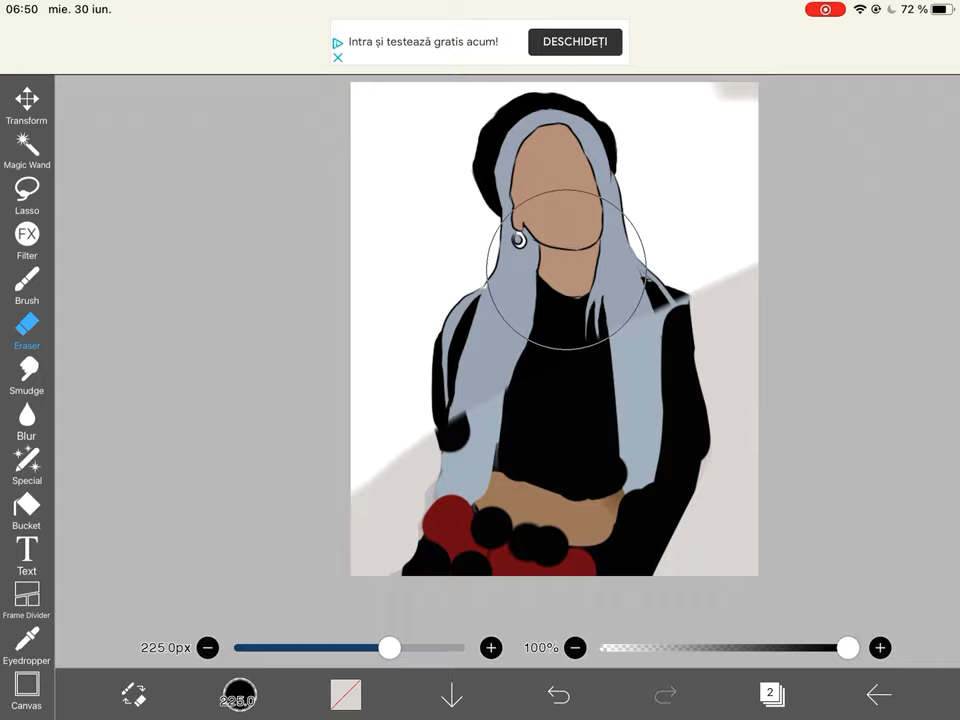 06:50 mie. 30 iun.
72 %
Intra și testează gratis acum!
DESCHIDEȚI
Transform
Magic Wand
Lasso
FX
Filter
Brush
Eraser
Smudge
Blur
Special
Bucket
T
Text
Frame Divider
Eyedropper
Canvas
225.0px
100%
225.0
2